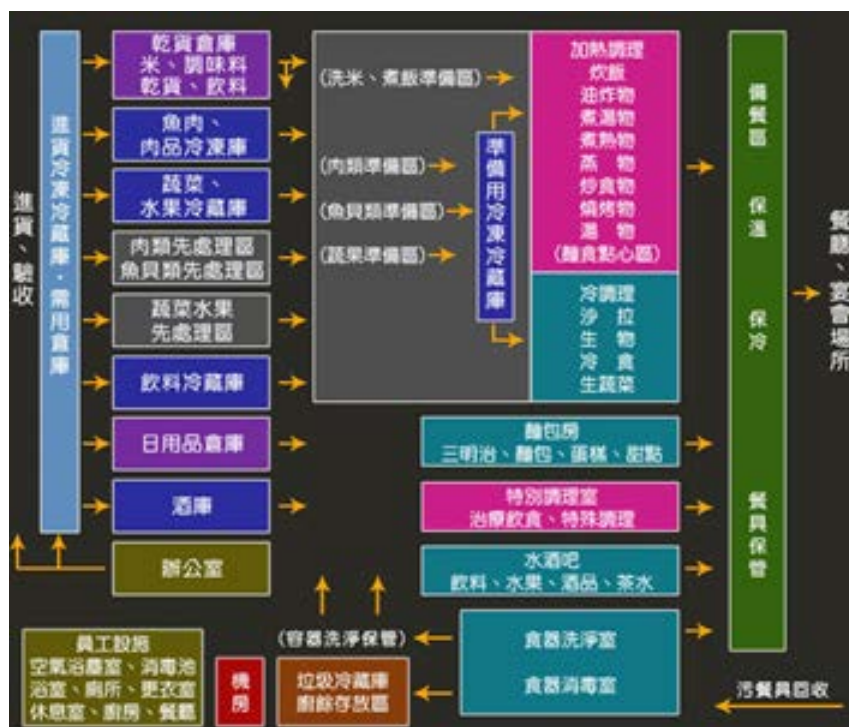 進貨、驗收
進貨冷凍冷藏庫·需用倉庫
乾貨倉庫
米、調味料
乾貨、飲料
魚肉、
肉品冷凍庫
蔬菜、
水果冷藏庫
肉類先處理區
魚貝類先處理區
蔬菜水果
先處理區
飲料冷藏庫
日用品倉庫
酒庫
辦公室
(洗米、煮飯準備區)
(肉類準備區)
(魚貝類準備區)
(蔬果準備區)
準備用冷凍冷藏庫
加熱調理
炊飯
油炸物
煮湯物
煮熱物
蒸物
炒食物
燒烤物
溫物
(麵食點心區)
冷調理
沙拉
生物
冷食
生蔬菜
麵包房
三明治、麵包、蛋糕、甜點
特別調理室
治療飲食、特殊調理
水酒吧
飲料、水果、酒品、茶水
食器洗淨室
食器消毒室
備餐區 保溫 保冷 餐具保管
餐廳、宴會場所
(容器洗淨保管)
垃圾冷藏庫
廚餘存放區
機房
員工設施
空氣浴塵室、消毒池
浴室、廁所、更衣室
休息室、廚房、餐廳
污餐具回收